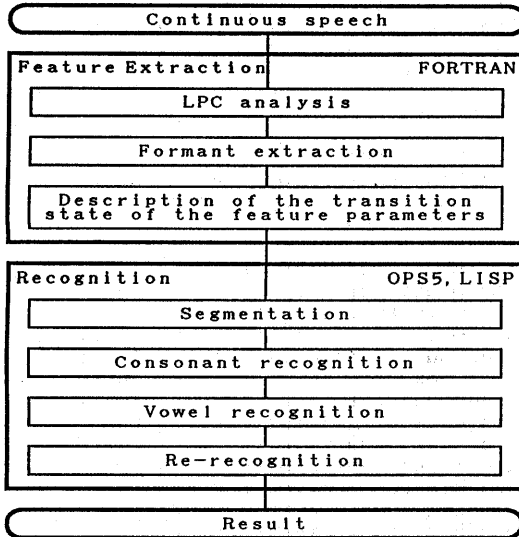 Continuous speech
Feature Extraction FORTRAN
LPC analysis
Formant extraction
Description of the transition
state of the feature parameters
Recognition OPS5, LISP
Segmentation
Consonant recognition
Vowel recognition
Re-recognition
Result